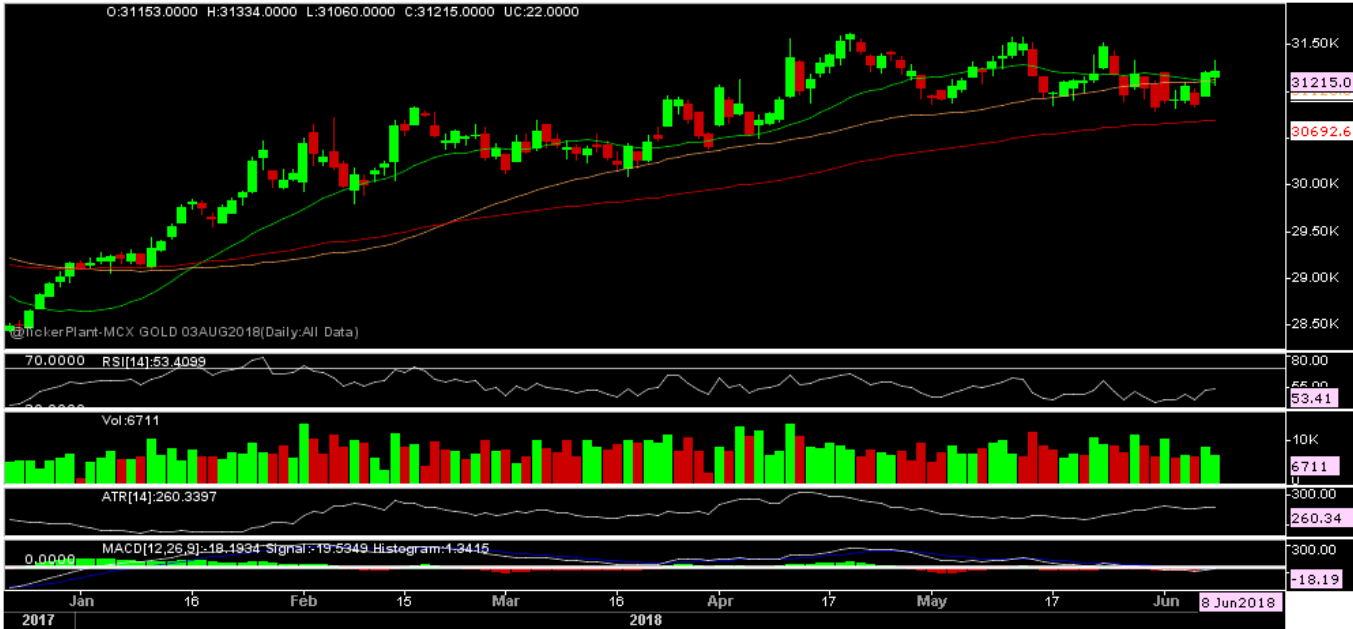 O:31153.0000 H:31334.0000 L:31060.0000 C:31215.0000 UC:22.0000
31.50K
31215.0
30692.6
30.00K
29.50K
29.00K
28.50K
@TickerPlant-MCX GOLD 03AUG2018(Daily:All Data)
70.0000 RSI[14]:53.4099
80.00
53.41
Vol:6711
10K
6711
ATR[14]:260.3397
300.00
260.34
MACD[12,26,9]:-18.1934 Signal:-19.5349 Histogram:1.3415
0.0000
300.00
-18.19
Jan 16 Feb 15 Mar 16 Apr 17 May 17 Jun 8 Jun2018
2017 2018